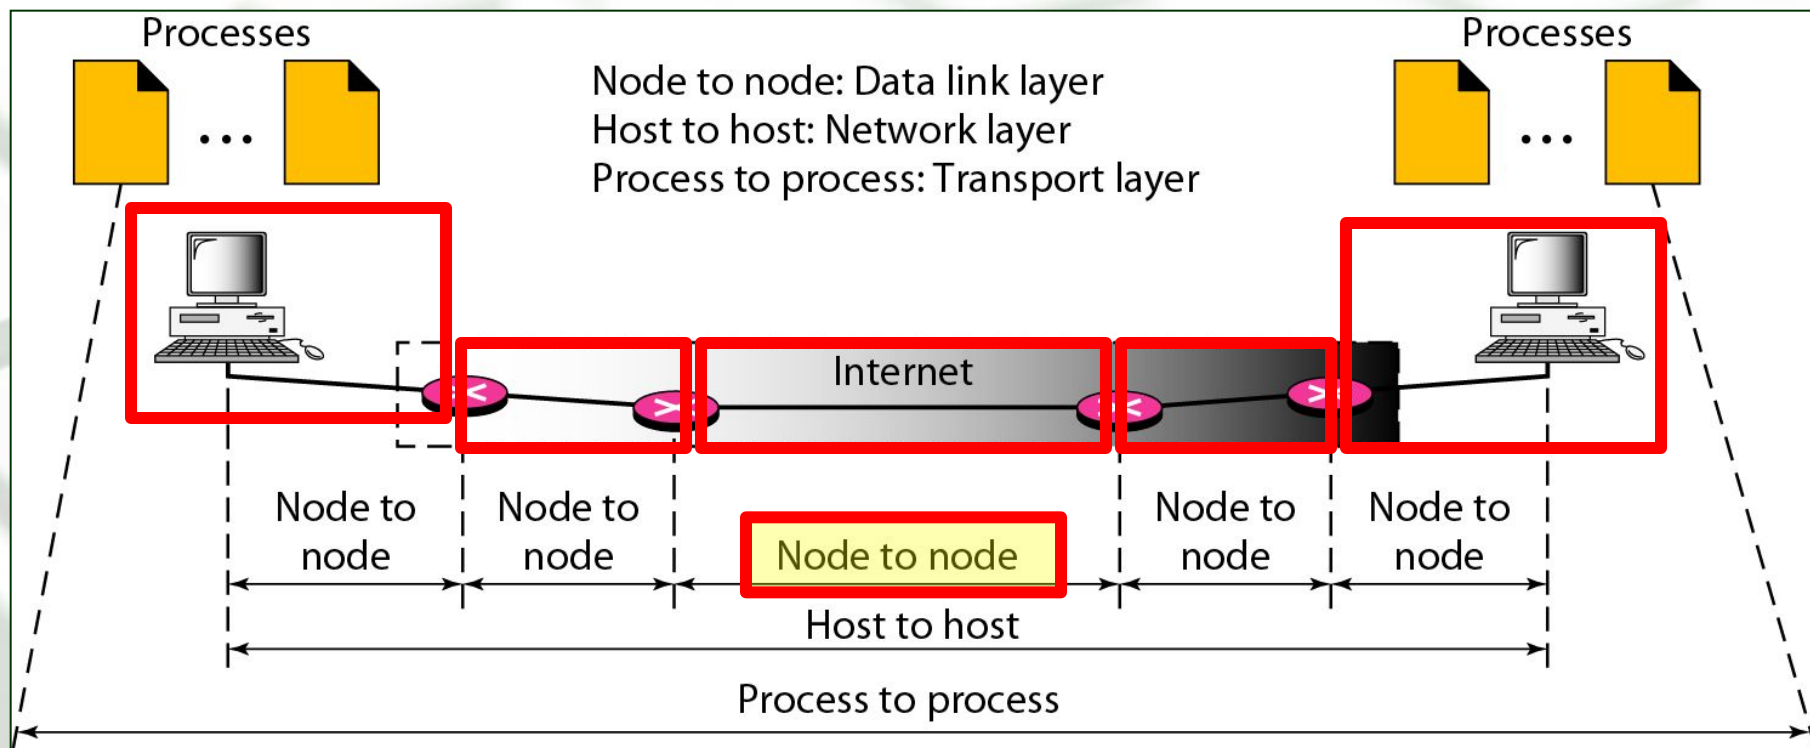 Processes
Processes
Node to node: Data link layer
Host to host: Network layer
Process to process: Transport layer
...
...
Internet
Node to
node
Node to
node
Node to node
Node to
node
Node to
node
Host to host
Process to process